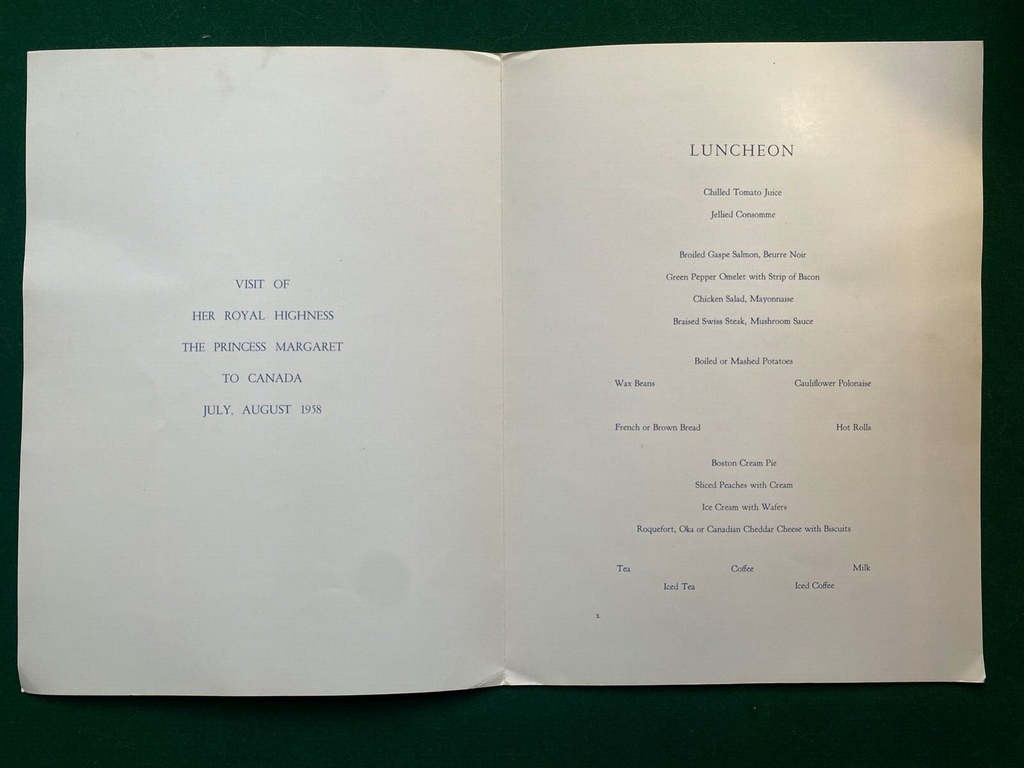 VISIT OF
HER ROYAL HIGHNESS
THE PRINCESS MARGARET
TO CANADA
JULY, AUGUST 1958
LUNCHEON
Chilled Tomato Juice
Jellied Consomme
Broiled Gaspe Salmon, Beurre Noir
Green Pepper Omelet with Strip of Bacon
Chicken Salad, Mayonnaise
Braised Swiss Steak, Mushroom Sauce
Boiled or Mashed Potatoes
Wax Beans Cauliflower Polonaise
French or Brown Bread Hot Rolls
Boston Cream Pie
Sliced Peaches with Cream
Ice Cream with Wafers
Roquefort, Oka or Canadian Cheddar Cheese with Biscuits
Tea Coffee Milk
Iced Tea Iced Coffee